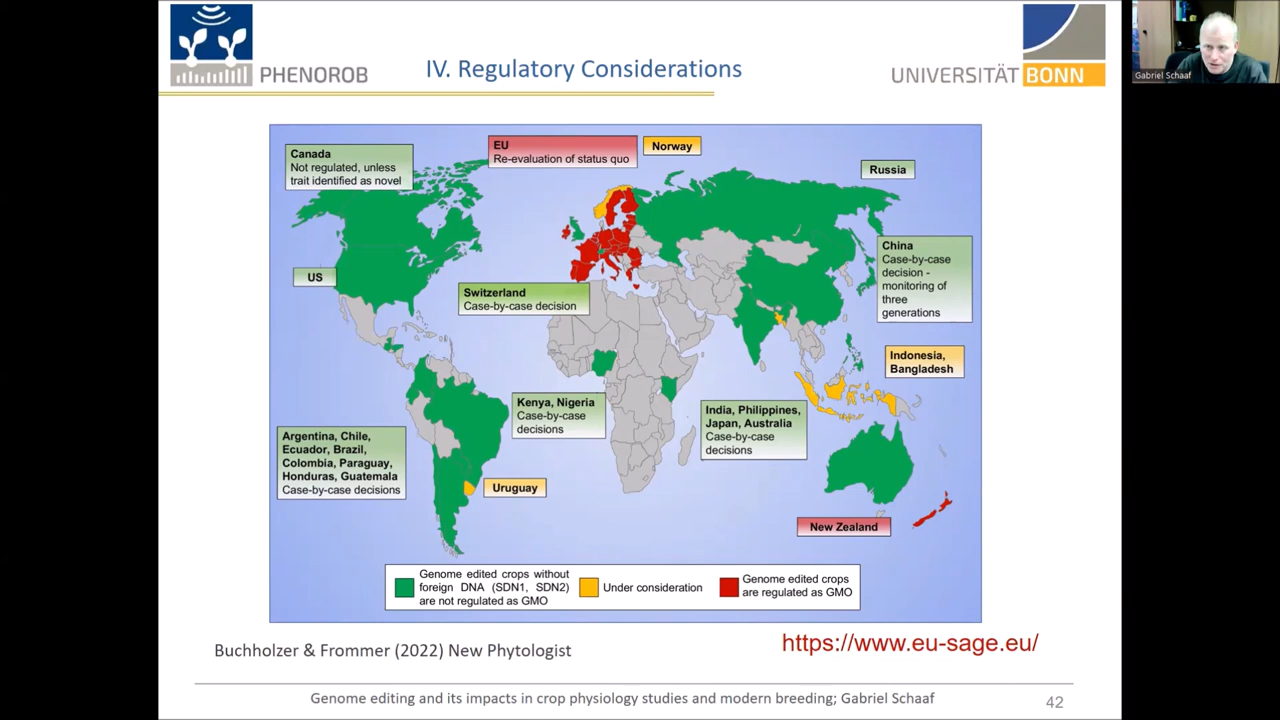 PHENOROB
IV. Regulatory Considerations
UNIVERSITÄT BONN
Gabriel Schaaf
Canada
Not regulated, unless
trait identified as novel
EU
Re-evaluation of status quo
Norway
Russia
China
Case-by-case
decision -
monitoring of
three
generations
US
Switzerland
Case-by-case decision
Indonesia,
Bangladesh
Kenya, Nigeria
Case-by-case
decisions
India, Philippines,
Japan, Australia
Case-by-case
decisions
Argentina, Chile,
Ecuador, Brazil,
Colombia, Paraguay,
Honduras, Guatemala
Case-by-case decisions
Uruguay
New Zealand
Genome edited crops without
foreign DNA (SDN1, SDN2)
are not regulated as GMO
Under consideration
Genome edited crops
are regulated as GMO
Buchholzer & Frommer (2022) New Phytologist
https://www.eu-sage.eu/
Genome editing and its impacts in crop physiology studies and modern breeding; Gabriel Schaaf
42